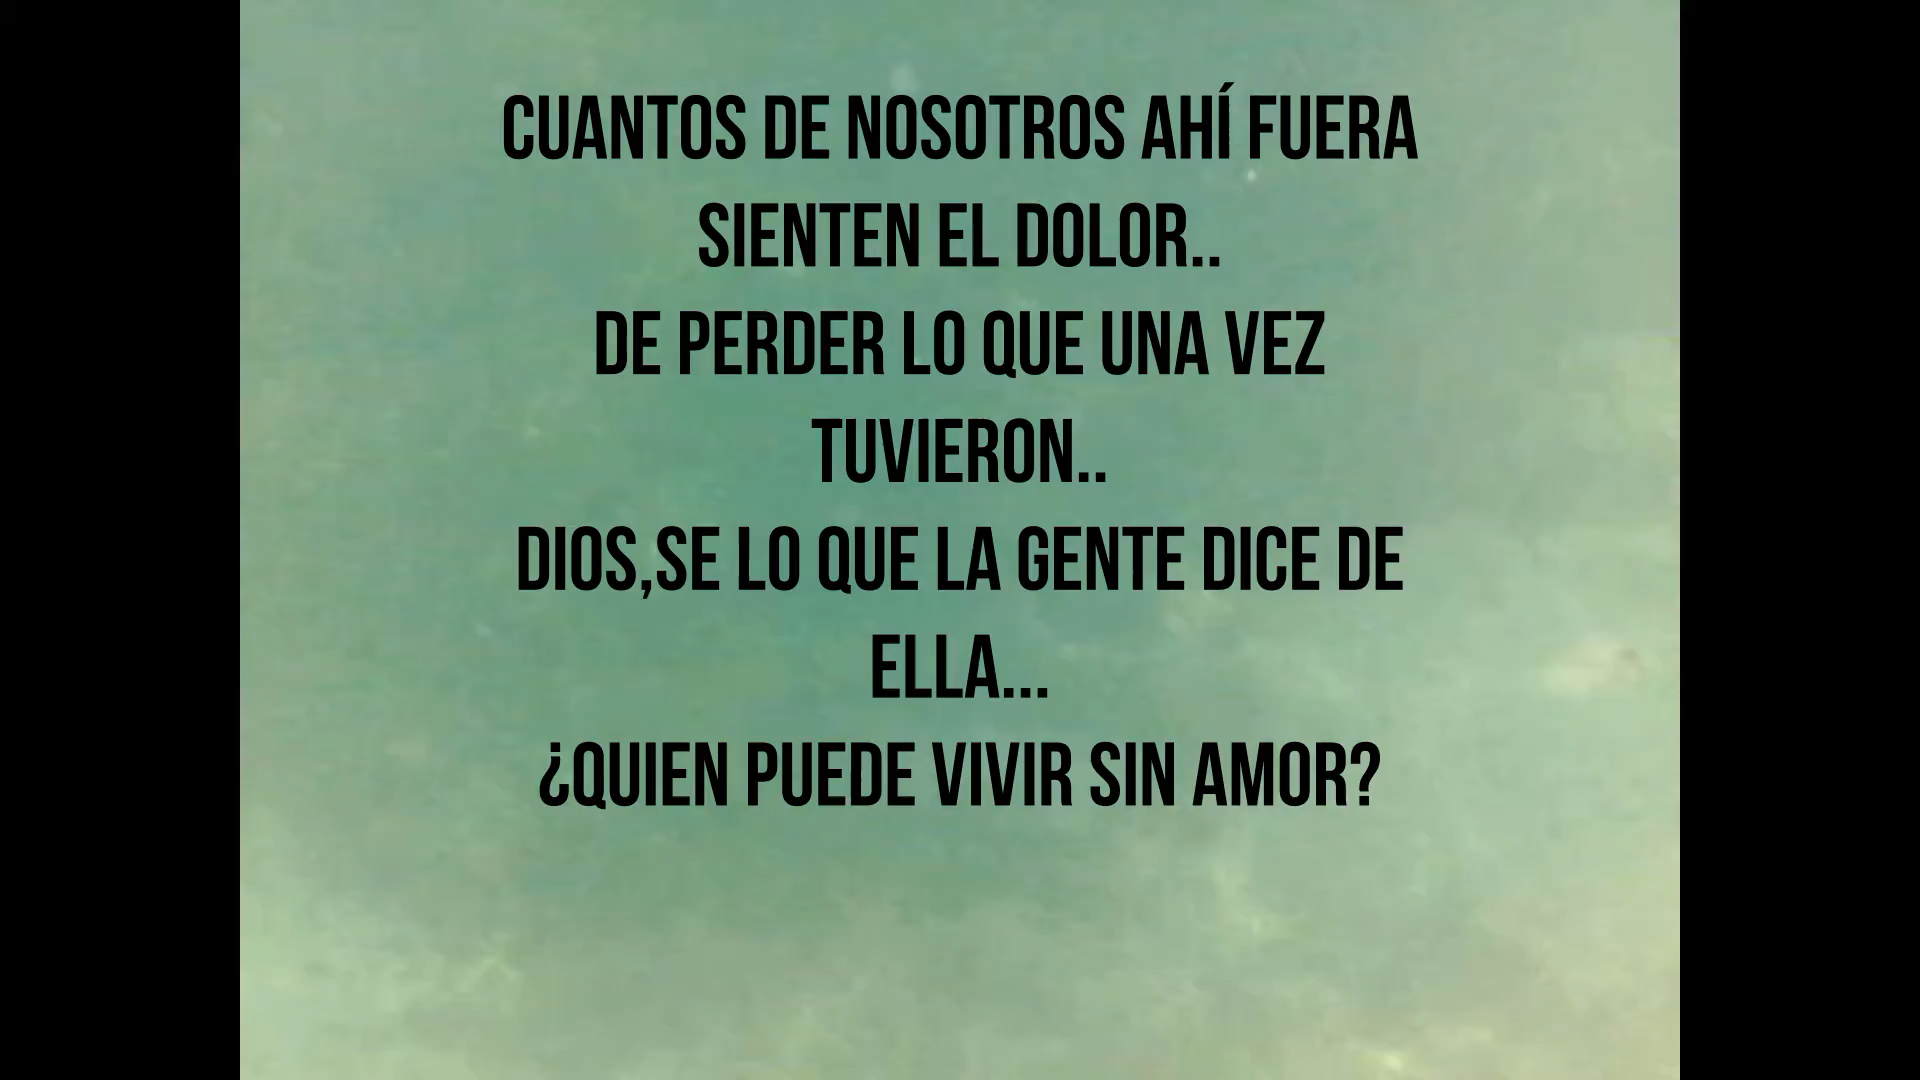 CUANTOS DE NOSOTROS AHÍ FUERA
SIENTEN EL DOLOR..
DE PERDER LO QUE UNA VEZ
TUVIERON..
DIOS,SE LO QUE LA GENTE DICE DE
ELLA...
¿QUIEN PUEDE VIVIR SIN AMOR?